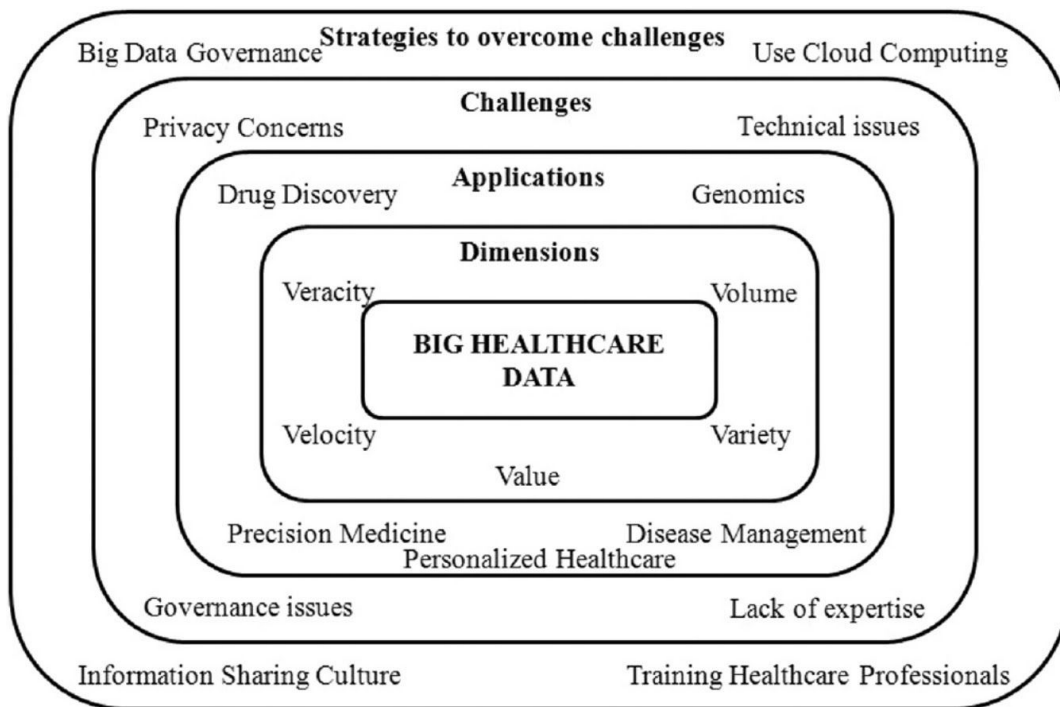 Strategies to overcome challenges
Big Data Governance
Use Cloud Computing
Challenges
Privacy Concerns
Technical issues
Applications
Drug Discovery
Genomics
Dimensions
Veracity
Volume
BIG HEALTHCARE
DATA
Velocity
Variety
Value
Precision Medicine
Disease Management
Personalized Healthcare
Governance issues
Lack of expertise
Information Sharing Culture
Training Healthcare Professionals